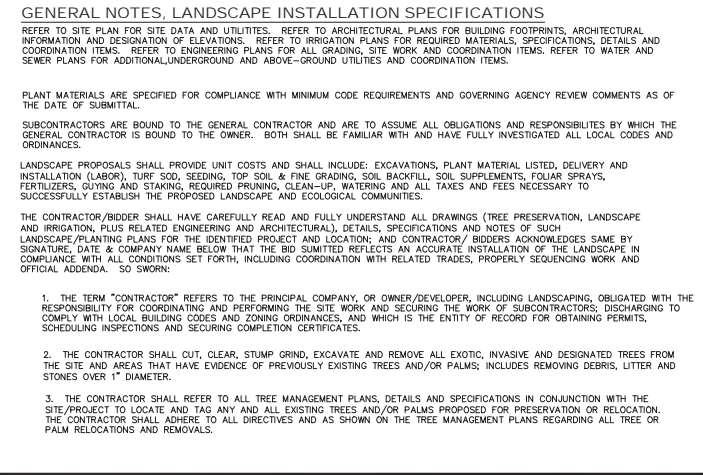 GENERAL NOTES, LANDSCAPE INSTALLATION SPECIFICATIONS
REFER TO SITE PLAN FOR SITE DATA AND UTILITITES. REFER TO ARCHITECTURAL PLANS FOR BUILDING FOOTPRINTS, ARCHITECTURAL
INFORMATION AND DESIGNATION OF ELEVATIONS. REFER TO IRRIGATION PLANS FOR REQUIRED MATERIALS, SPECIFICATIONS, DETAILS AND
COORDINATION ITEMS. REFER TO ENGINEERING PLANS FOR ALL GRADING, SITE WORK AND COORDINATION ITEMS. REFER TO WATER AND
SEWER PLANS FOR ADDITIONAL,UNDERGROUND AND ABOVE-GROUND UTILITIES AND COORDINATION ITEMS.
PLANT MATERIALS ARE SPECIFIED FOR COMPLIANCE WITH MINIMUM CODE REQUIREMENTS AND GOVERNING AGENCY REVIEW COMMENTS AS OF
THE DATE OF SUBMITTAL.
SUBCONTRACTORS ARE BOUND TO THE GENERAL CONTRACTOR AND ARE TO ASSUME ALL OBLIGATIONS AND RESPONSIBILITES BY WHICH THE
GENERAL CONTRACTOR IS BOUND TO THE OWNER. BOTH SHALL BE FAMILIAR WITH AND HAVE FULLY INVESTIGATED ALL LOCAL CODES AND
ORDINANCES.
LANDSCAPE PROPOSALS SHALL PROVIDE UNIT COSTS AND SHALL INCLUDE: EXCAVATIONS, PLANT MATERIAL LISTED, DELIVERY AND
INSTALLATION (LABOR), TURF SOD, SEEDING, TOP SOIL & FINE GRADING, SOIL BACKFILL, SOIL SUPPLEMENTS, FOLIAR SPRAYS,
FERTILIZERS, GUYING AND STAKING, REQUIRED PRUNING, CLEAN-UP, WATERING AND ALL TAXES AND FEES NECESSARY TO
SUCCESSFULLY ESTABLISH THE PROPOSED LANDSCAPE AND ECOLOGICAL COMMUNITIES.
THE CONTRACTOR/BIDDER SHALL HAVE CAREFULLY READ AND FULLY UNDERSTAND ALL DRAWINGS (TREE PRESERVATION, LANDSCAPE
AND IRRIGATION, PLUS RELATED ENGINEERING AND ARCHITECTURAL), DETAILS, SPECIFICATIONS AND NOTES OF SUCH
LANDSCAPE/PLANTING PLANS FOR THE IDENTIFIED PROJECT AND LOCATION; AND CONTRACTOR/ BIDDERS ACKNOWLEDGES SAME BY
SIGNATURE, DATE & COMPANY NAME BELOW THAT THE BID SUMITTED REFLECTS AN ACCURATE INSTALLATION OF THE LANDSCAPE IN
COMPLIANCE WITH ALL CONDITIONS SET FORTH, INCLUDING COORDINATION WITH RELATED TRADES, PROPERLY SEQUENCING WORK AND
OFFICIAL ADDENDA. SO SWORN:
1. THE TERM "CONTRACTOR" REFERS TO THE PRINCIPAL COMPANY, OR OWNER/DEVELOPER, INCLUDING LANDSCAPING, OBLIGATED WITH THE
RESPONSIBILITY FOR COORDINATING AND PERFORMING THE SITE WORK AND SECURING THE WORK OF SUBCONTRACTORS; DISCHARGING TO
COMPLY WITH LOCAL BUILDING CODES AND ZONING ORDINANCES, AND WHICH IS THE ENTITY OF RECORD FOR OBTAINING PERMITS,
SCHEDULING INSPECTIONS AND SECURING COMPLETION CERTIFICATES.
2. THE CONTRACTOR SHALL CUT, CLEAR, STUMP GRIND, EXCAVATE AND REMOVE ALL EXOTIC, INVASIVE AND DESIGNATED TREES FROM
THE SITE AND AREAS THAT HAVE EVIDENCE OF PREVIOUSLY EXISTING TREES AND/OR PALMS; INCLUDES REMOVING DEBRIS, LITTER AND
STONES OVER 1" DIAMETER.
3. THE CONTRACTOR SHALL REFER TO ALL TREE MANAGEMENT PLANS, DETAILS AND SPECIFICATIONS IN CONJUNCTION WITH THE
SITE/PROJECT TO LOCATE AND TAG ANY AND ALL EXISTING TREES AND/OR PALMS PROPOSED FOR PRESERVATION OR RELOCATION.
THE CONTRACTOR SHALL ADHERE TO ALL DIRECTIVES AND AS SHOWN ON THE TREE MANAGEMENT PLANS REGARDING ALL TREE OR
PALM RELOCATIONS AND REMOVALS.